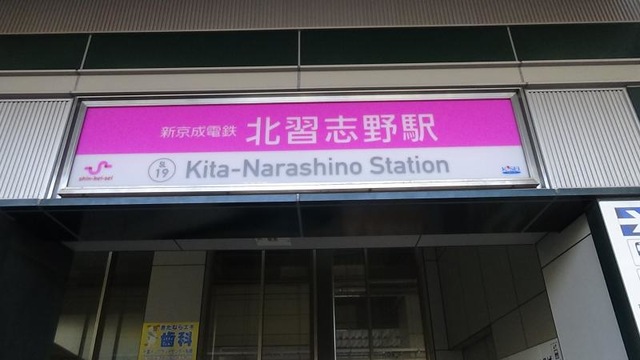 新京成電鉄 北習志野駅
shin-kei-sei
SL 19 Kita-Narashino Station
歯科